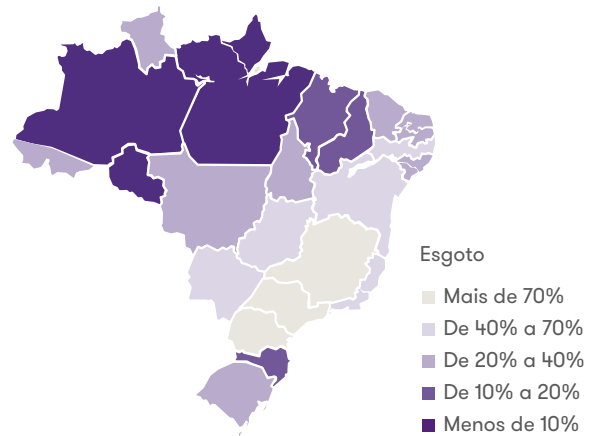 Esgoto
Mais de 70%
De 40% a 70%
De 20% a 40%
De 10% a 20%
Menos de 10%